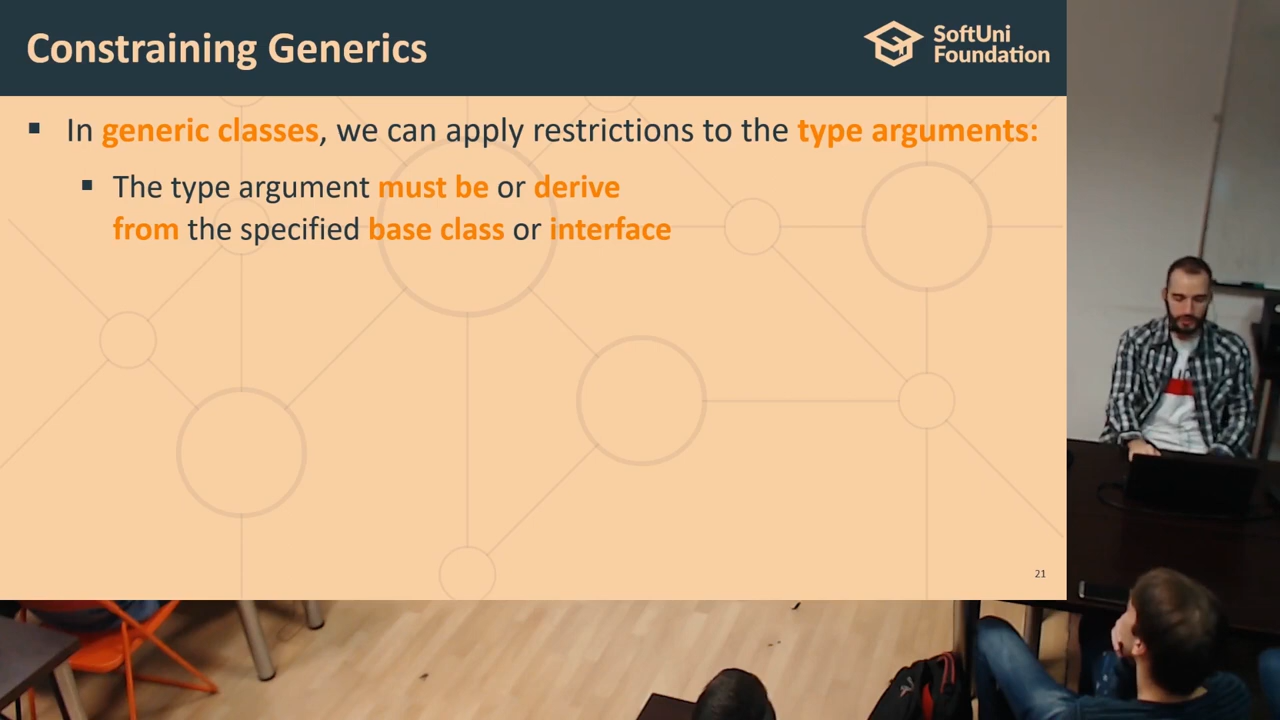 Constraining Generics
SoftUni
Foundation
In generic classes, we can apply restrictions to the type arguments:
The type argument must be or derive
from the specified base class or interface
21